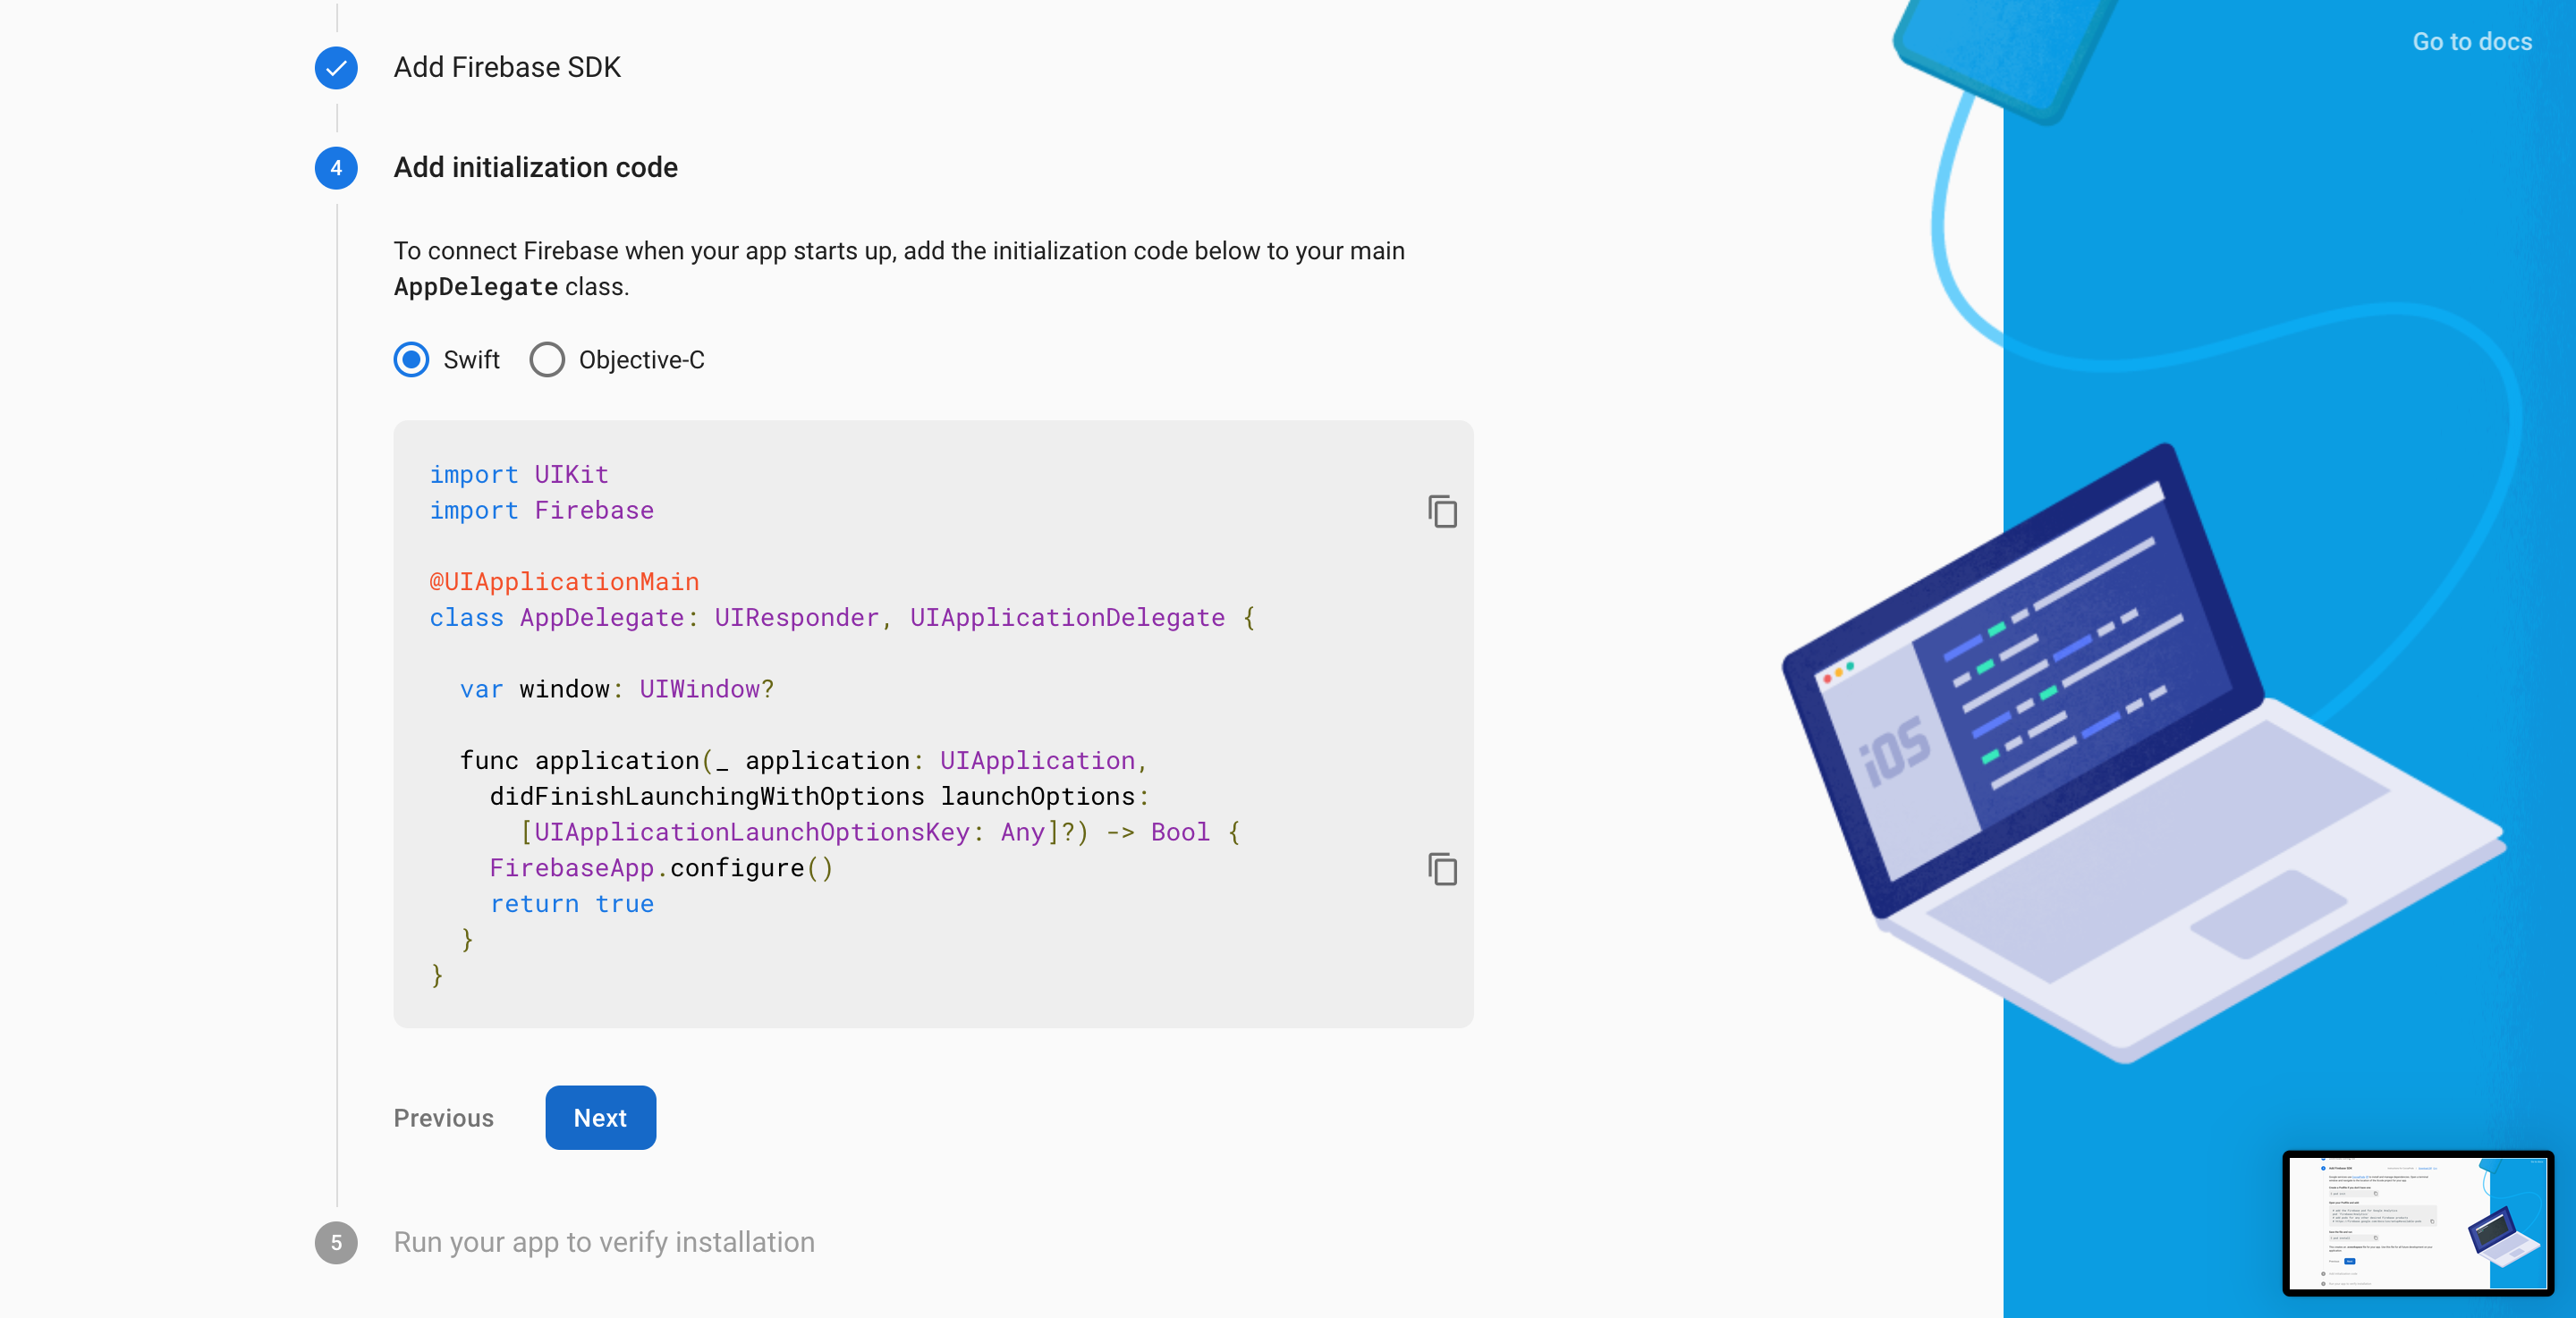 Go to docs
Add Firebase SDK
4
Add initialization code
To connect Firebase when your app starts up, add the initialization code below to your main
AppDelegate class.
Swift
Objective-C
import UIKit
import Firebase
@UIApplicationMain
class AppDelegate: UIResponder, UIApplicationDelegate {
  var window: UIWindow?
  func application(_ application: UIApplication,
    didFinishLaunchingWithOptions launchOptions:
      [UIApplicationLaunchOptionsKey: Any]?) -> Bool {
    FirebaseApp.configure()
    return true
  }
}
iOS
Previous
Next
5
Run your app to verify installation